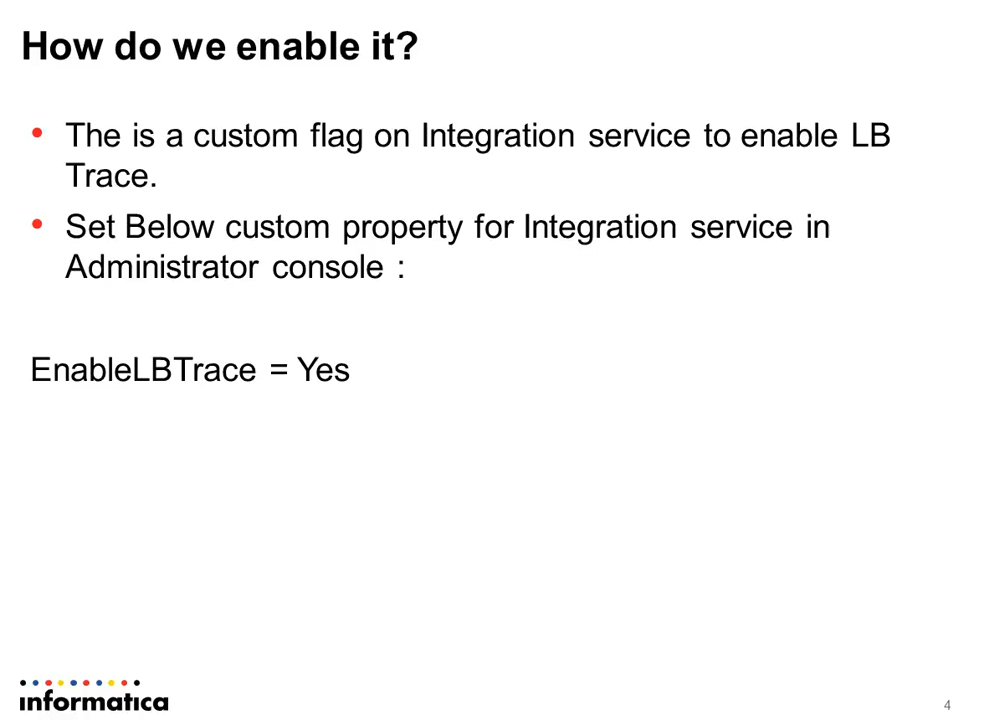 How do we enable it?
• The is a custom flag on Integration service to enable LB
Trace.
• Set Below custom property for Integration service in
Administrator console :
EnableLBTrace = Yes
informatica
4